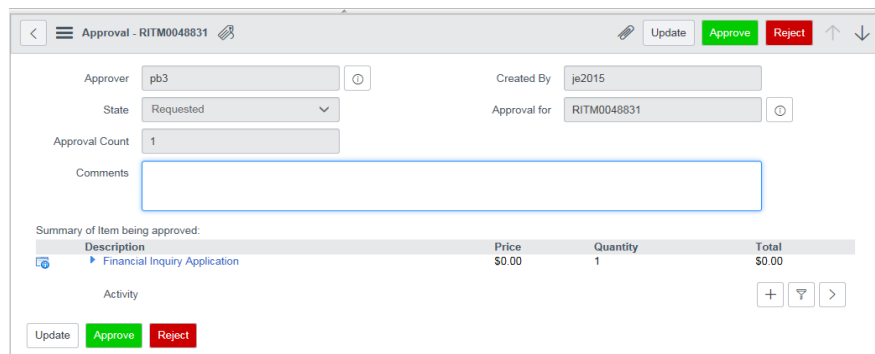 Approval - RITM0048831 Update Approve Reject
Approver pb3 Created By je2015
State Requested Approval for RITM0048831
Approval Count 1
Comments
Summary of Item being approved:
Description Price Quantity Total
Financial Inquiry Application $0.00 1 $0.00
Activity
Update Approve Reject